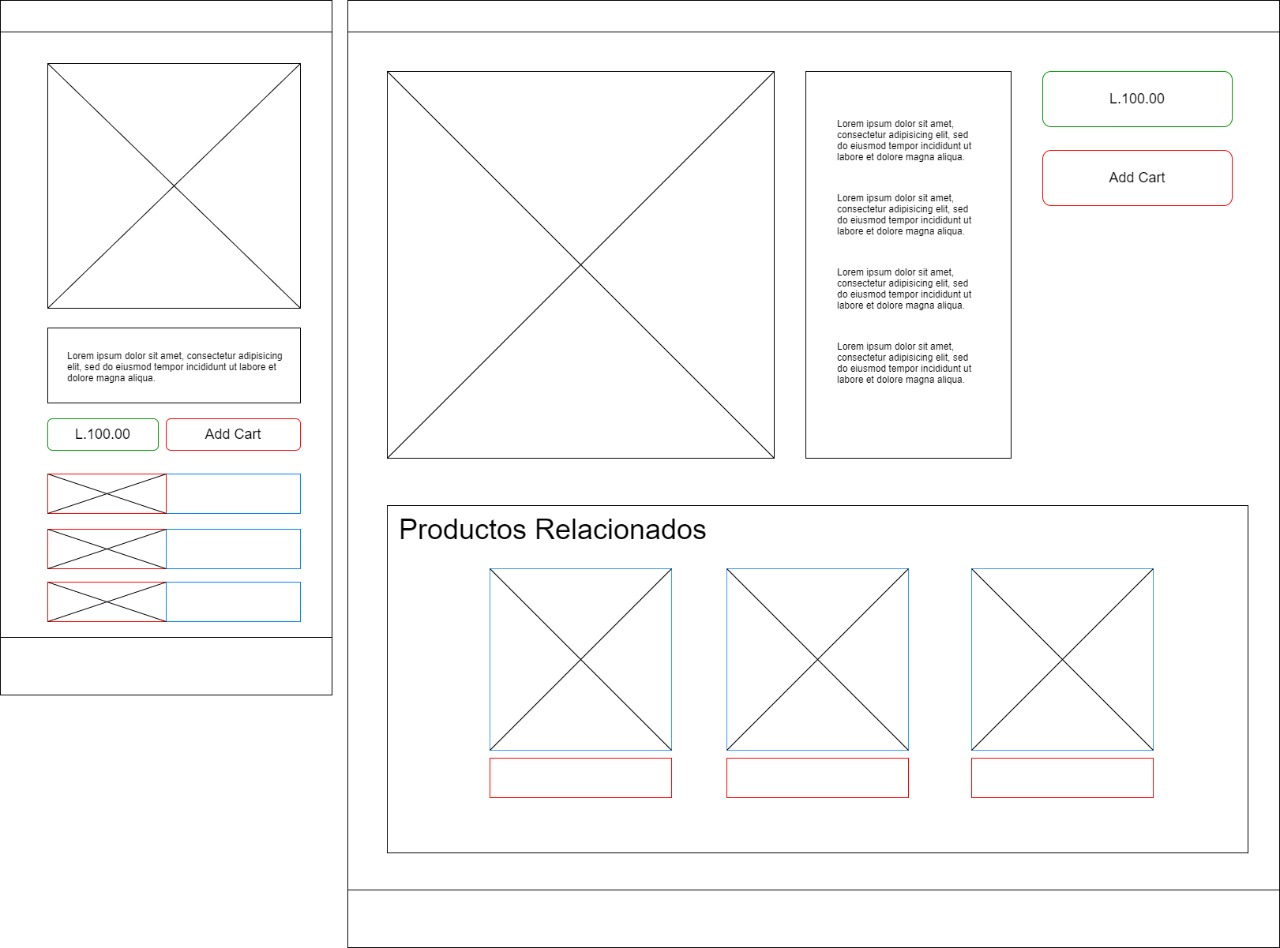 Lorem ipsum dolor sit amet, consectetur adipisicing
elit, sed do eiusmod tempor incididunt ut labore et
dolore magna aliqua.
L.100.00
Add Cart
Lorem ipsum dolor sit amet,
consectetur adipisicing elit, sed
do eiusmod tempor incididunt ut
labore et dolore magna aliqua.
Lorem ipsum dolor sit amet,
consectetur adipisicing elit, sed
do eiusmod tempor incididunt ut
labore et dolore magna aliqua.
Lorem ipsum dolor sit amet,
consectetur adipisicing elit, sed
do eiusmod tempor incididunt ut
labore et dolore magna aliqua.
Lorem ipsum dolor sit amet,
consectetur adipisicing elit, sed
do eiusmod tempor incididunt ut
labore et dolore magna aliqua.
L.100.00
Add Cart
Productos Relacionados